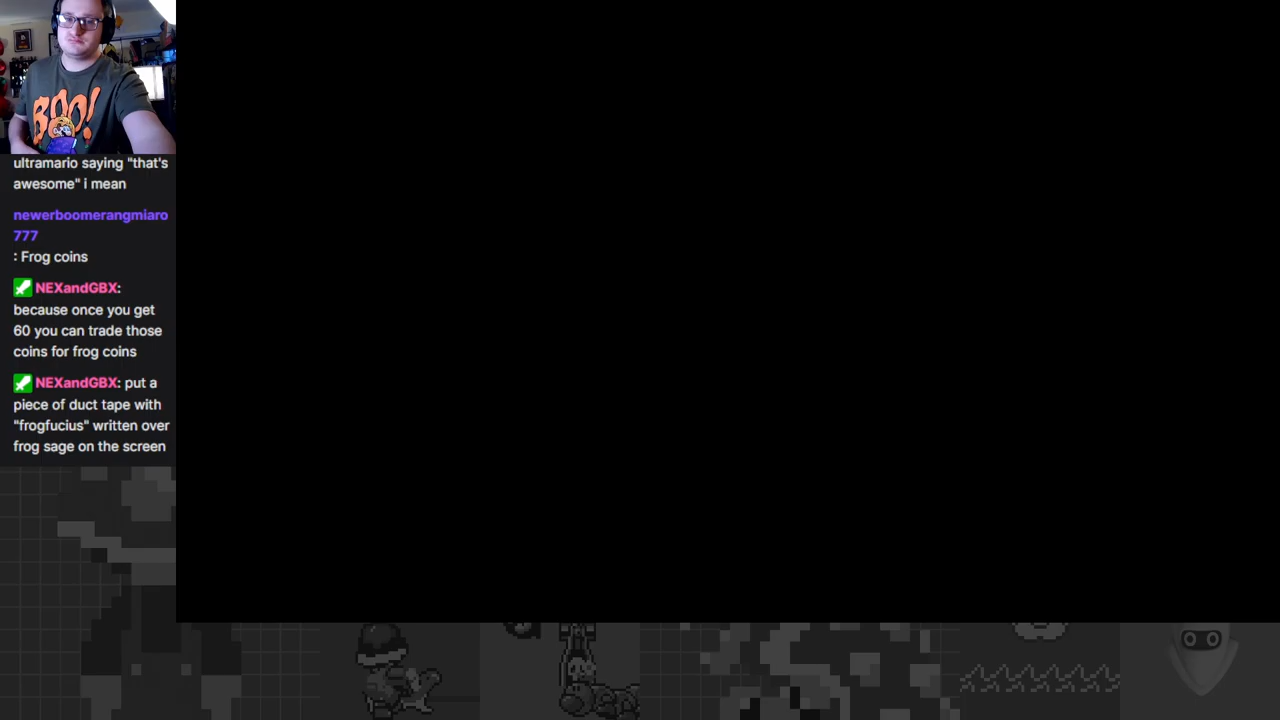 BOO!
ultramario saying "that's
awesome" i mean
newerboomerangmiaro
777
: Frog coins
NEXandGBX:
because once you get
60 you can trade those
coins for frog coins
NEXandGBX: put a
piece of duct tape with
"frogfucius" written over
frog sage on the screen